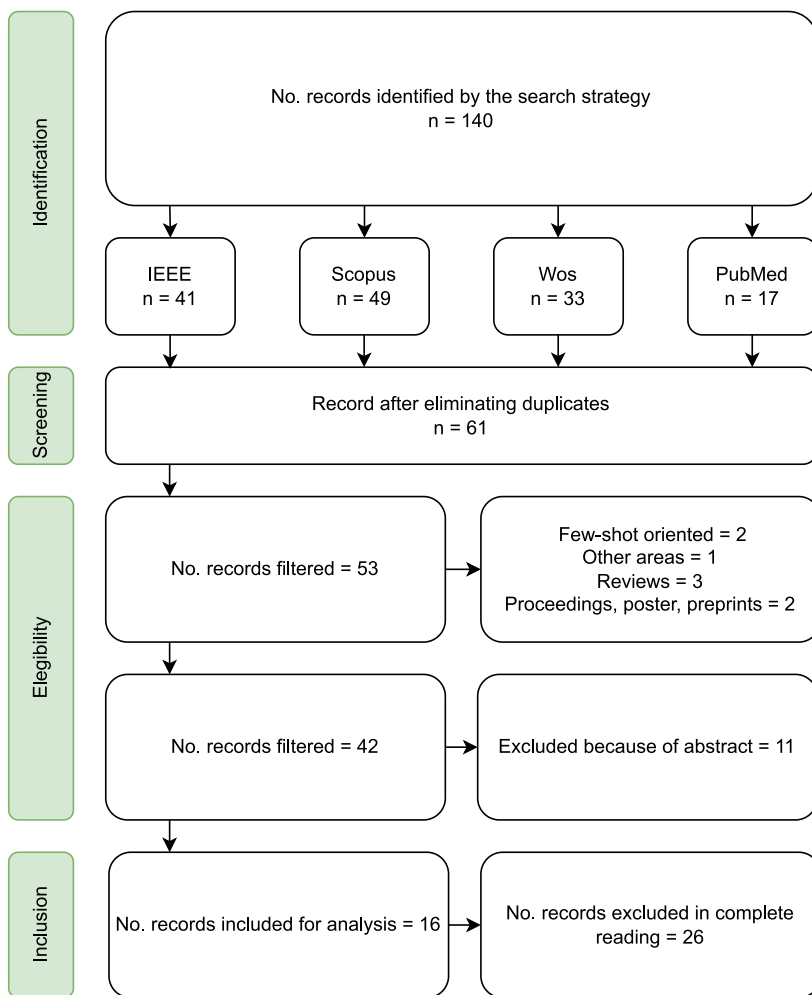 Identification
No. records identified by the search strategy
n = 140
IEEE
n = 41
Scopus
n = 49
Wos
n = 33
PubMed
n = 17
Screening
Record after eliminating duplicates
n = 61
Elegibility
No. records filtered = 53
Few-shot oriented = 2
Other areas = 1
Reviews = 3
Proceedings, poster, preprints = 2
No. records filtered = 42
Excluded because of abstract = 11
Inclusion
No. records included for analysis = 16
No. records excluded in complete
reading = 26